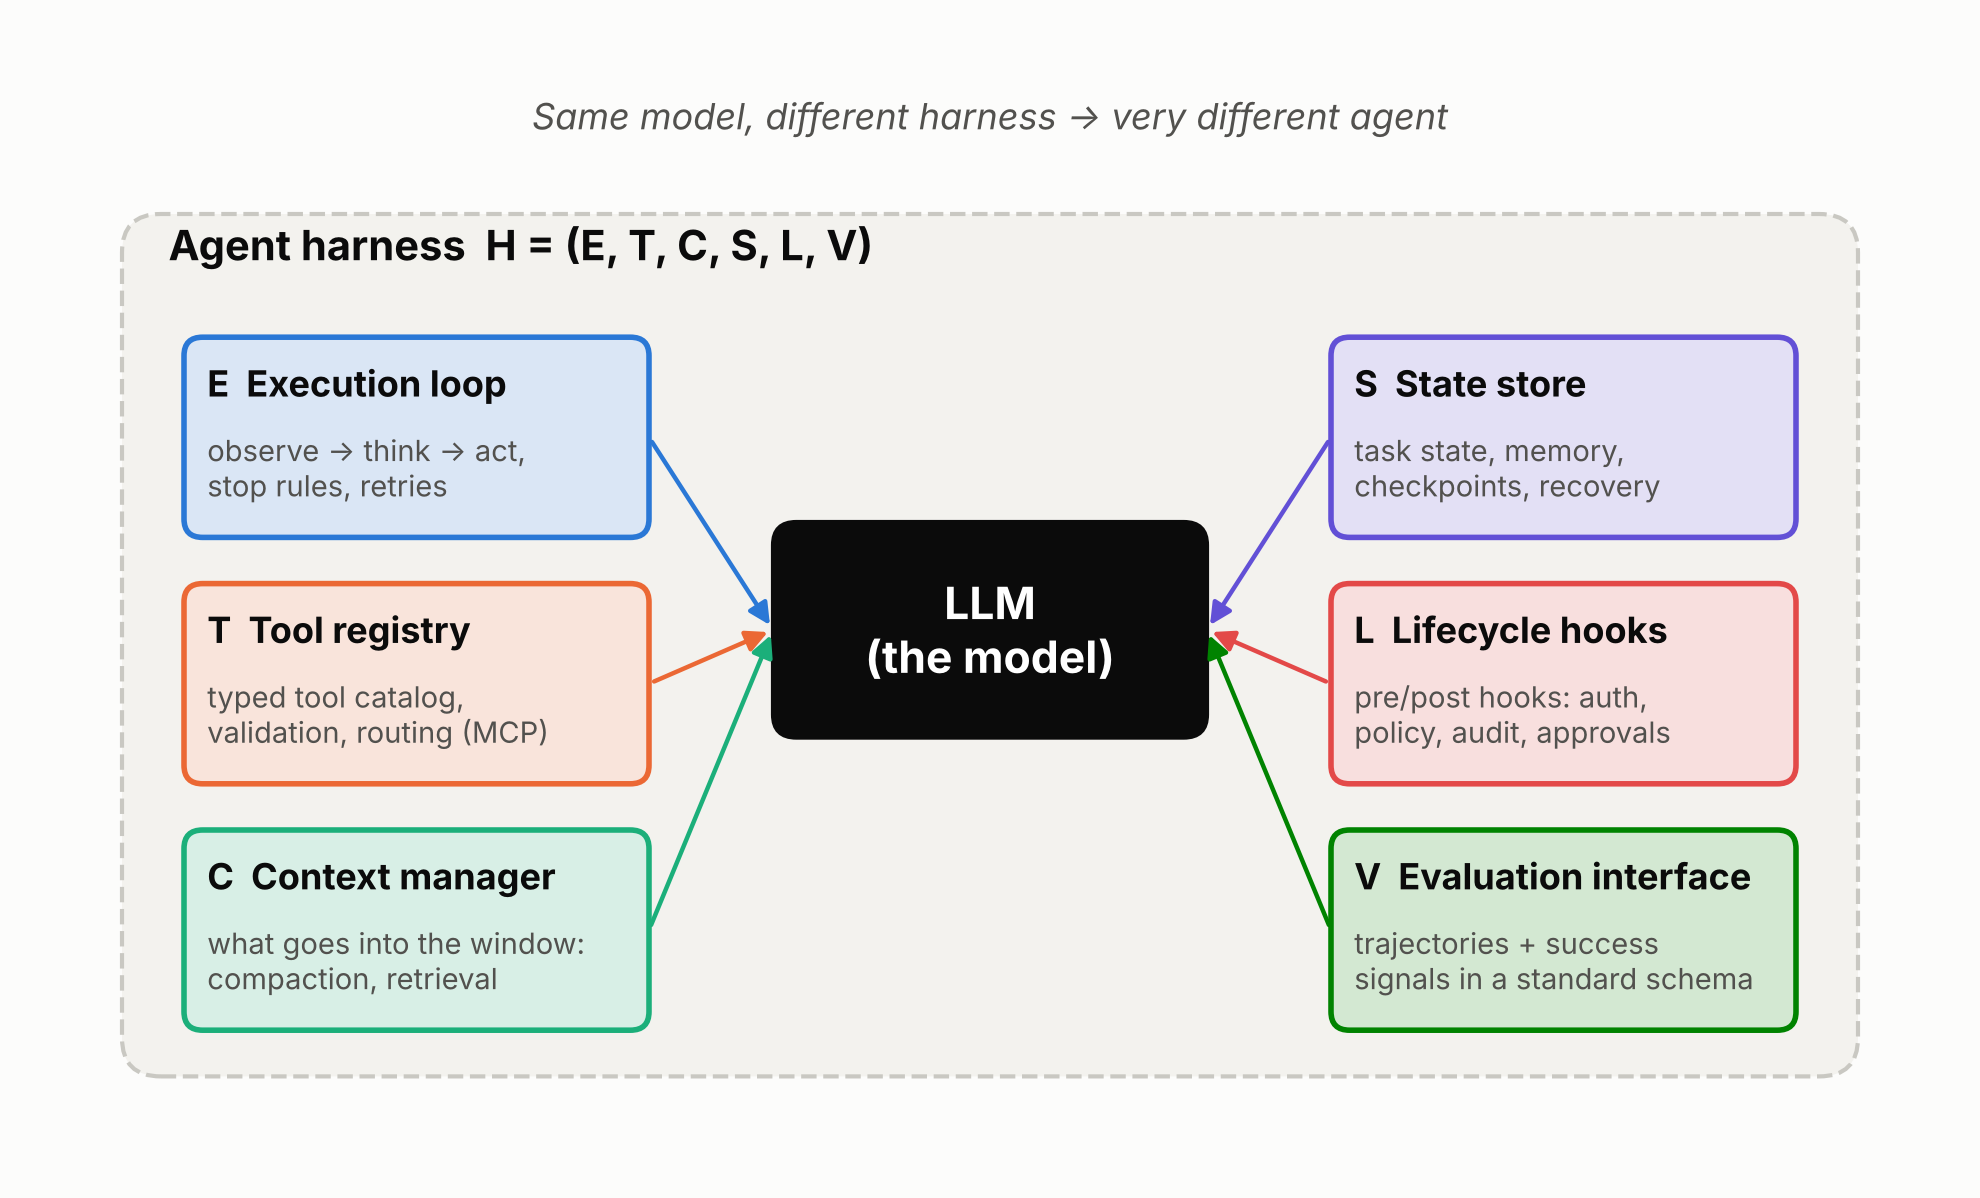 Same model, different harness → very different agent
Agent harness H = (E, T, C, S, L, V)
E Execution loop
observe → think → act,
stop rules, retries
T Tool registry
typed tool catalog,
validation, routing (MCP)
C Context manager
what goes into the window:
compaction, retrieval
LLM
(the model)
S State store
task state, memory,
checkpoints, recovery
L Lifecycle hooks
pre/post hooks: auth,
policy, audit, approvals
V Evaluation interface
trajectories + success
signals in a standard schema